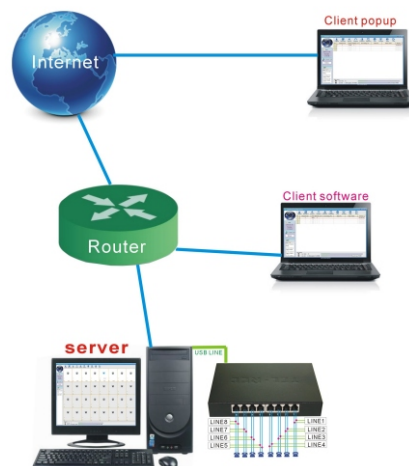 Client popup
Internet
Client software
Router
server
USB LINE
LINE8
LINE7
LINE6
LINE5
LINE1
LINE2
LINE3
LINE4